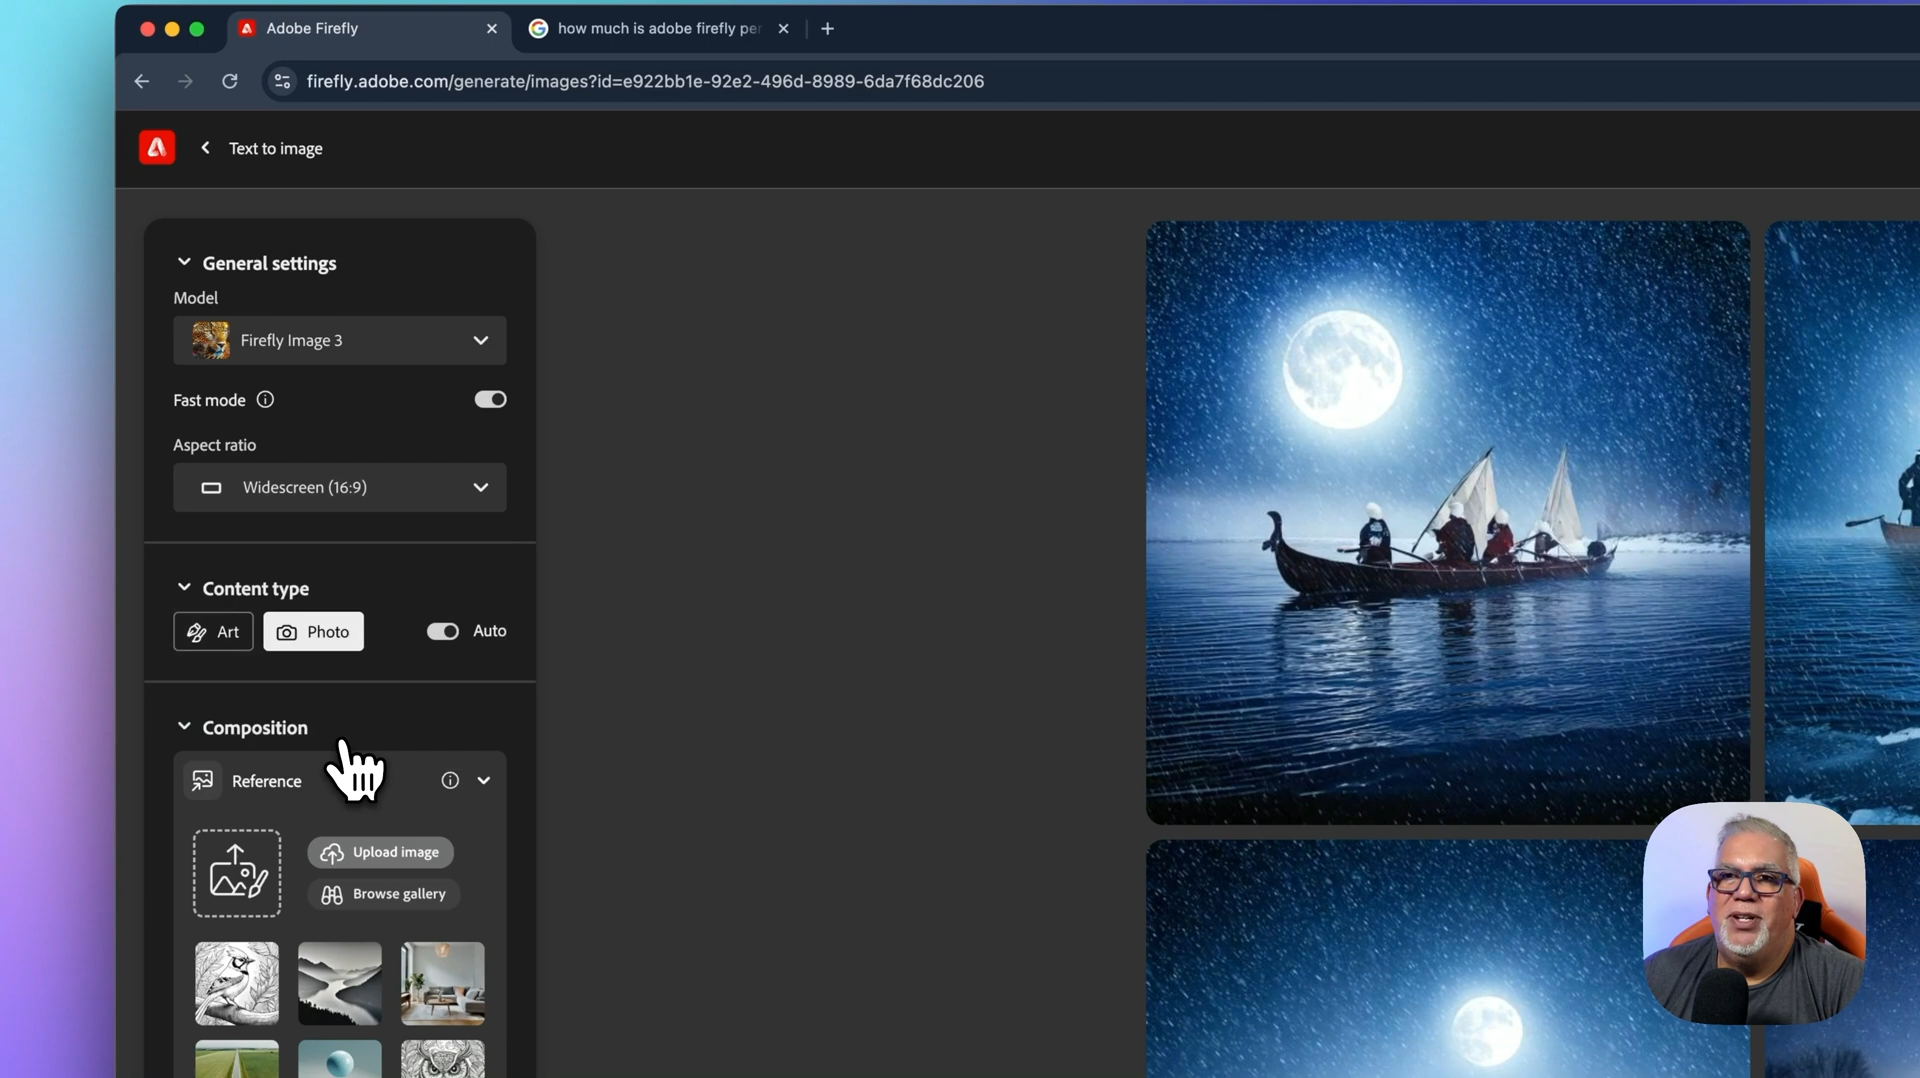 Adobe Firefly
how much is adobe firefly per
firefly.adobe.com/generate/images?id=e922bb1e-92e2-496d-8989-6da7f68dc206
Text to image
General settings
Model
Firefly Image 3
Fast mode
Aspect ratio
Widescreen (16:9)
Content type
Art
Photo
Auto
Composition
Reference
Upload image
Browse gallery